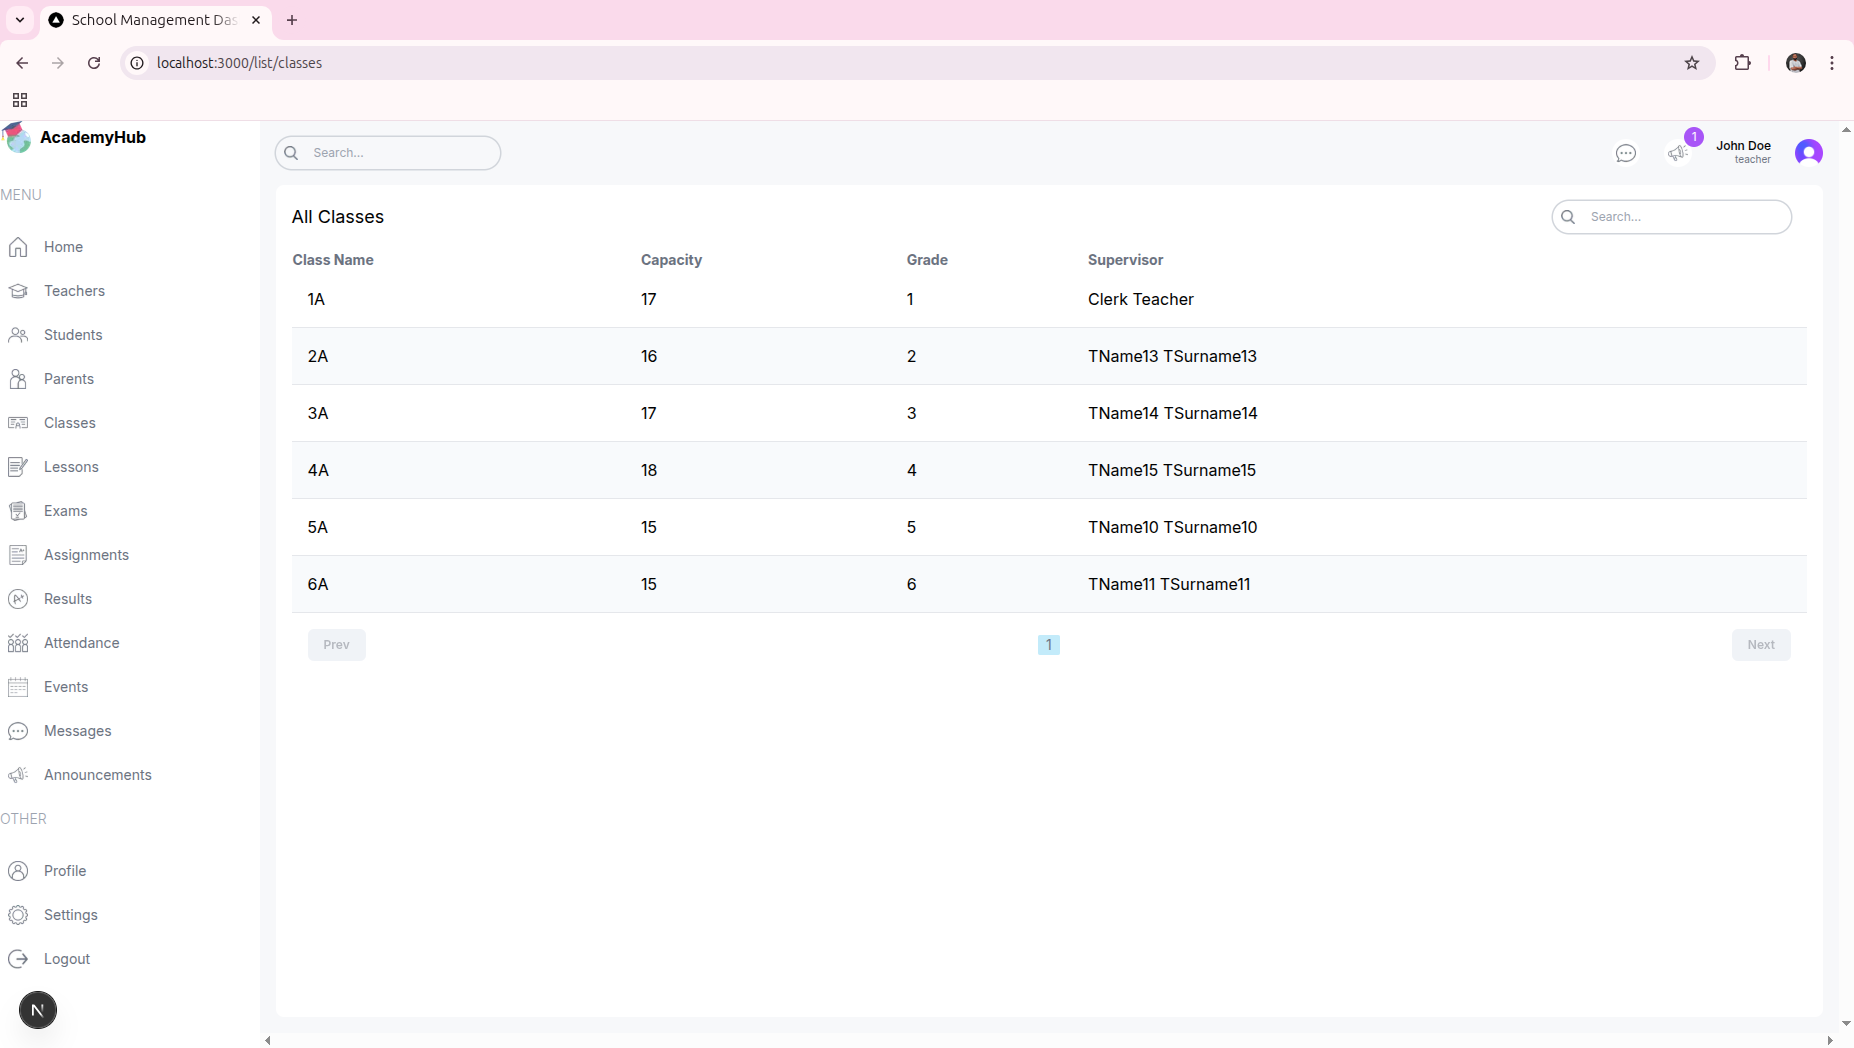 School Management Das
localhost:3000/list/classes
AcademyHub
Search...
1
John Doe
teacher
MENU
Home
Teachers
Students
Parents
Classes
Lessons
Exams
Assignments
Results
Attendance
Events
Messages
Announcements
OTHER
Profile
Settings
Logout
N
All Classes
Search...
Class Name Capacity Grade Supervisor
1A 17 1 Clerk Teacher
2A 16 2 TName13 TSurname13
3A 17 3 TName14 TSurname14
4A 18 4 TName15 TSurname15
5A 15 5 TName10 TSurname10
6A 15 6 TName11 TSurname11
Prev 1 Next